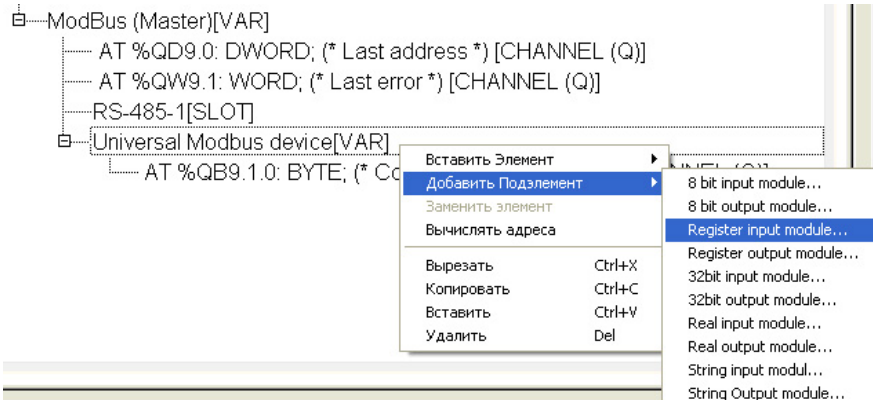 ModBus (Master)[VAR]
AT %QD9.0: DWORD; (* Last address *) [CHANNEL (Q)]
AT %QW9.1: WORD; (* Last error *) [CHANNEL (Q)]
RS-485-1[SLOT]
Universal Modbus device[VAR]
AT %QB9.1.0: BYTE; (* Co
Вставить Элемент
Добавить Подэлемент
Заменить элемент
Вычислять адреса
Вырезать Ctrl+X
Копировать Ctrl+C
Вставить Ctrl+V
Удалить Del
8 bit input module...
8 bit output module...
Register input module...
Register output module...
32bit input module...
32bit output module...
Real input module...
Real output module...
String input modul...
String Output module...